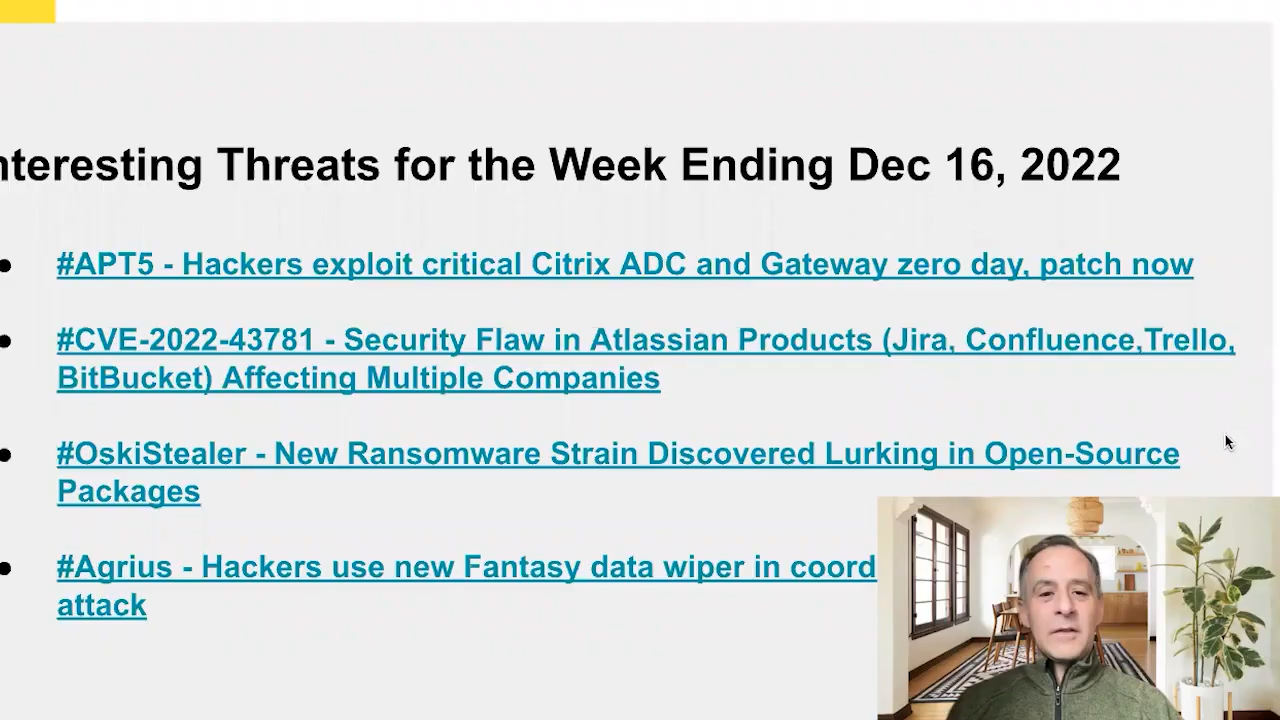 nteresting Threats for the Week Ending Dec 16, 2022
#APT5 - Hackers exploit critical Citrix ADC and Gateway zero day, patch now
#CVE-2022-43781 - Security Flaw in Atlassian Products (Jira, Confluence,Trello,
BitBucket) Affecting Multiple Companies
#OskiStealer - New Ransomware Strain Discovered Lurking in Open-Source
Packages
#Agrius - Hackers use new Fantasy data wiper in coord
attack